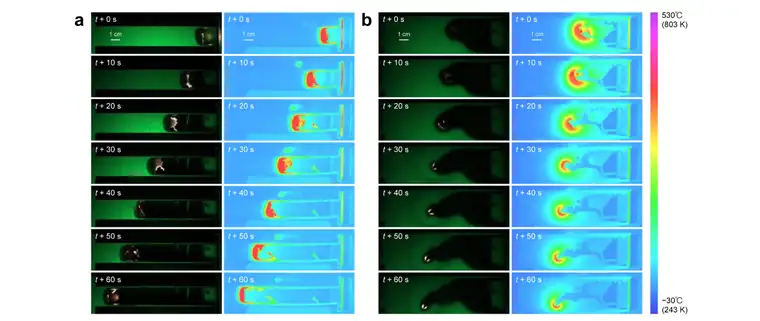 a
b
t + 0 s
1 cm
t + 0 s
1 cm
t + 0 s
1 cm
t + 0 s
1 cm
530℃
(803 K)
t + 10 s
t + 10 s
t + 10 s
t + 10 s
t + 20 s
t + 20 s
t + 20 s
t + 20 s
t + 30 s
t + 30 s
t + 30 s
t + 30 s
t + 40 s
t + 40 s
t + 40 s
t + 40 s
t + 50 s
t + 50 s
t + 50 s
t + 50 s
t + 60 s
t + 60 s
t + 60 s
t + 60 s
−30℃
(243 K)